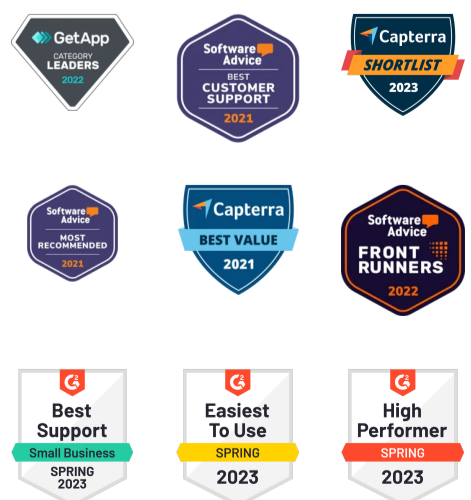 GetApp
CATEGORY
LEADERS
2022
Software
Advice
BEST
CUSTOMER
SUPPORT
2021
Capterra
SHORTLIST
2023
Software
Advice
MOST
RECOMMENDED
2021
Capterra
BEST VALUE
2021
Software
Advice
FRONT
RUNNERS
2022
G2
Best
Support
Small Business
SPRING
2023
G2
Easiest
To Use
SPRING
2023
G2
High
Performer
SPRING
2023